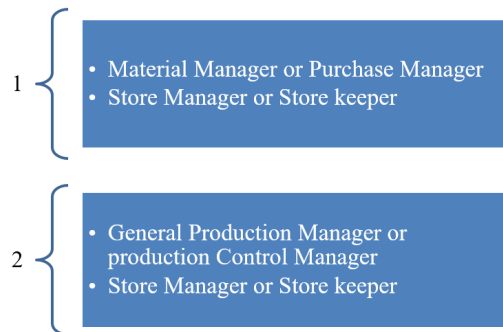 1
• Material Manager or Purchase Manager
• Store Manager or Store keeper
2
• General Production Manager or
production Control Manager
• Store Manager or Store keeper